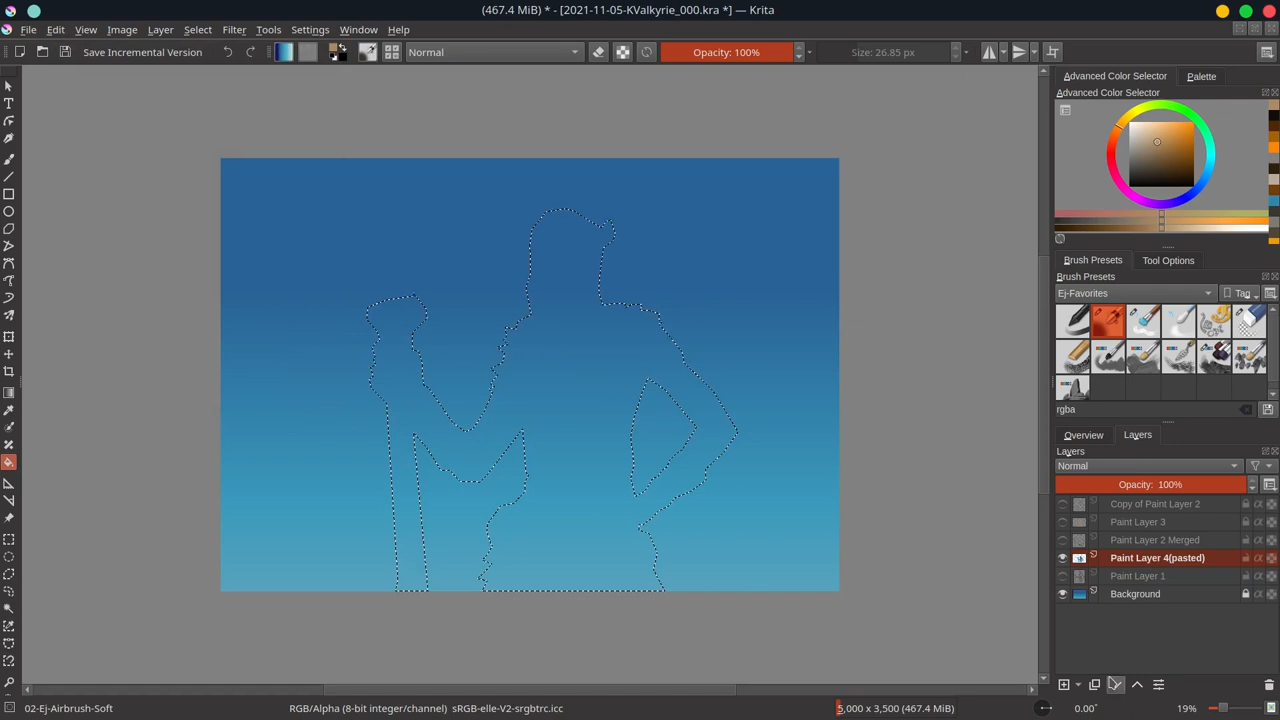 (467.4 MiB) * - [2021-11-05-KValkyrie_000.kra *] — Krita
File Edit View Image Layer Select Filter Tools Settings Window Help
Save Incremental Version Normal Opacity: 100% Size: 26.85 px
Advanced Color Selector Palette
Advanced Color Selector
Brush Presets Tool Options
Brush Presets
Ej-Favorites Tag
rgba
Overview Layers
Layers
Normal
Opacity: 100%
Copy of Paint Layer 2
Paint Layer 3
Paint Layer 2 Merged
Paint Layer 4(pasted)
Paint Layer 1
Background
02-Ej-Airbrush-Soft RGB/Alpha (8-bit integer/channel) sRGB-elle-V2-srgbtrc.icc 5,000 x 3,500 (467.4 MiB) 0.00° 19%